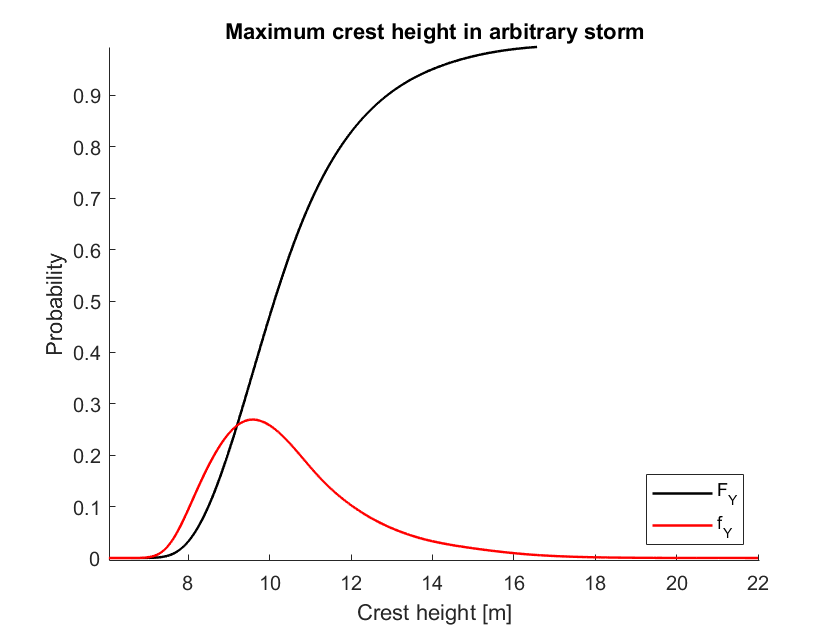 Maximum crest height in arbitrary storm
Probability
0.9
0.8
0.7
0.6
0.5
0.4
0.3
0.2
0.1
0
8 10 12 14 16 18 20 22
Crest height [m]
F_Y
f_Y